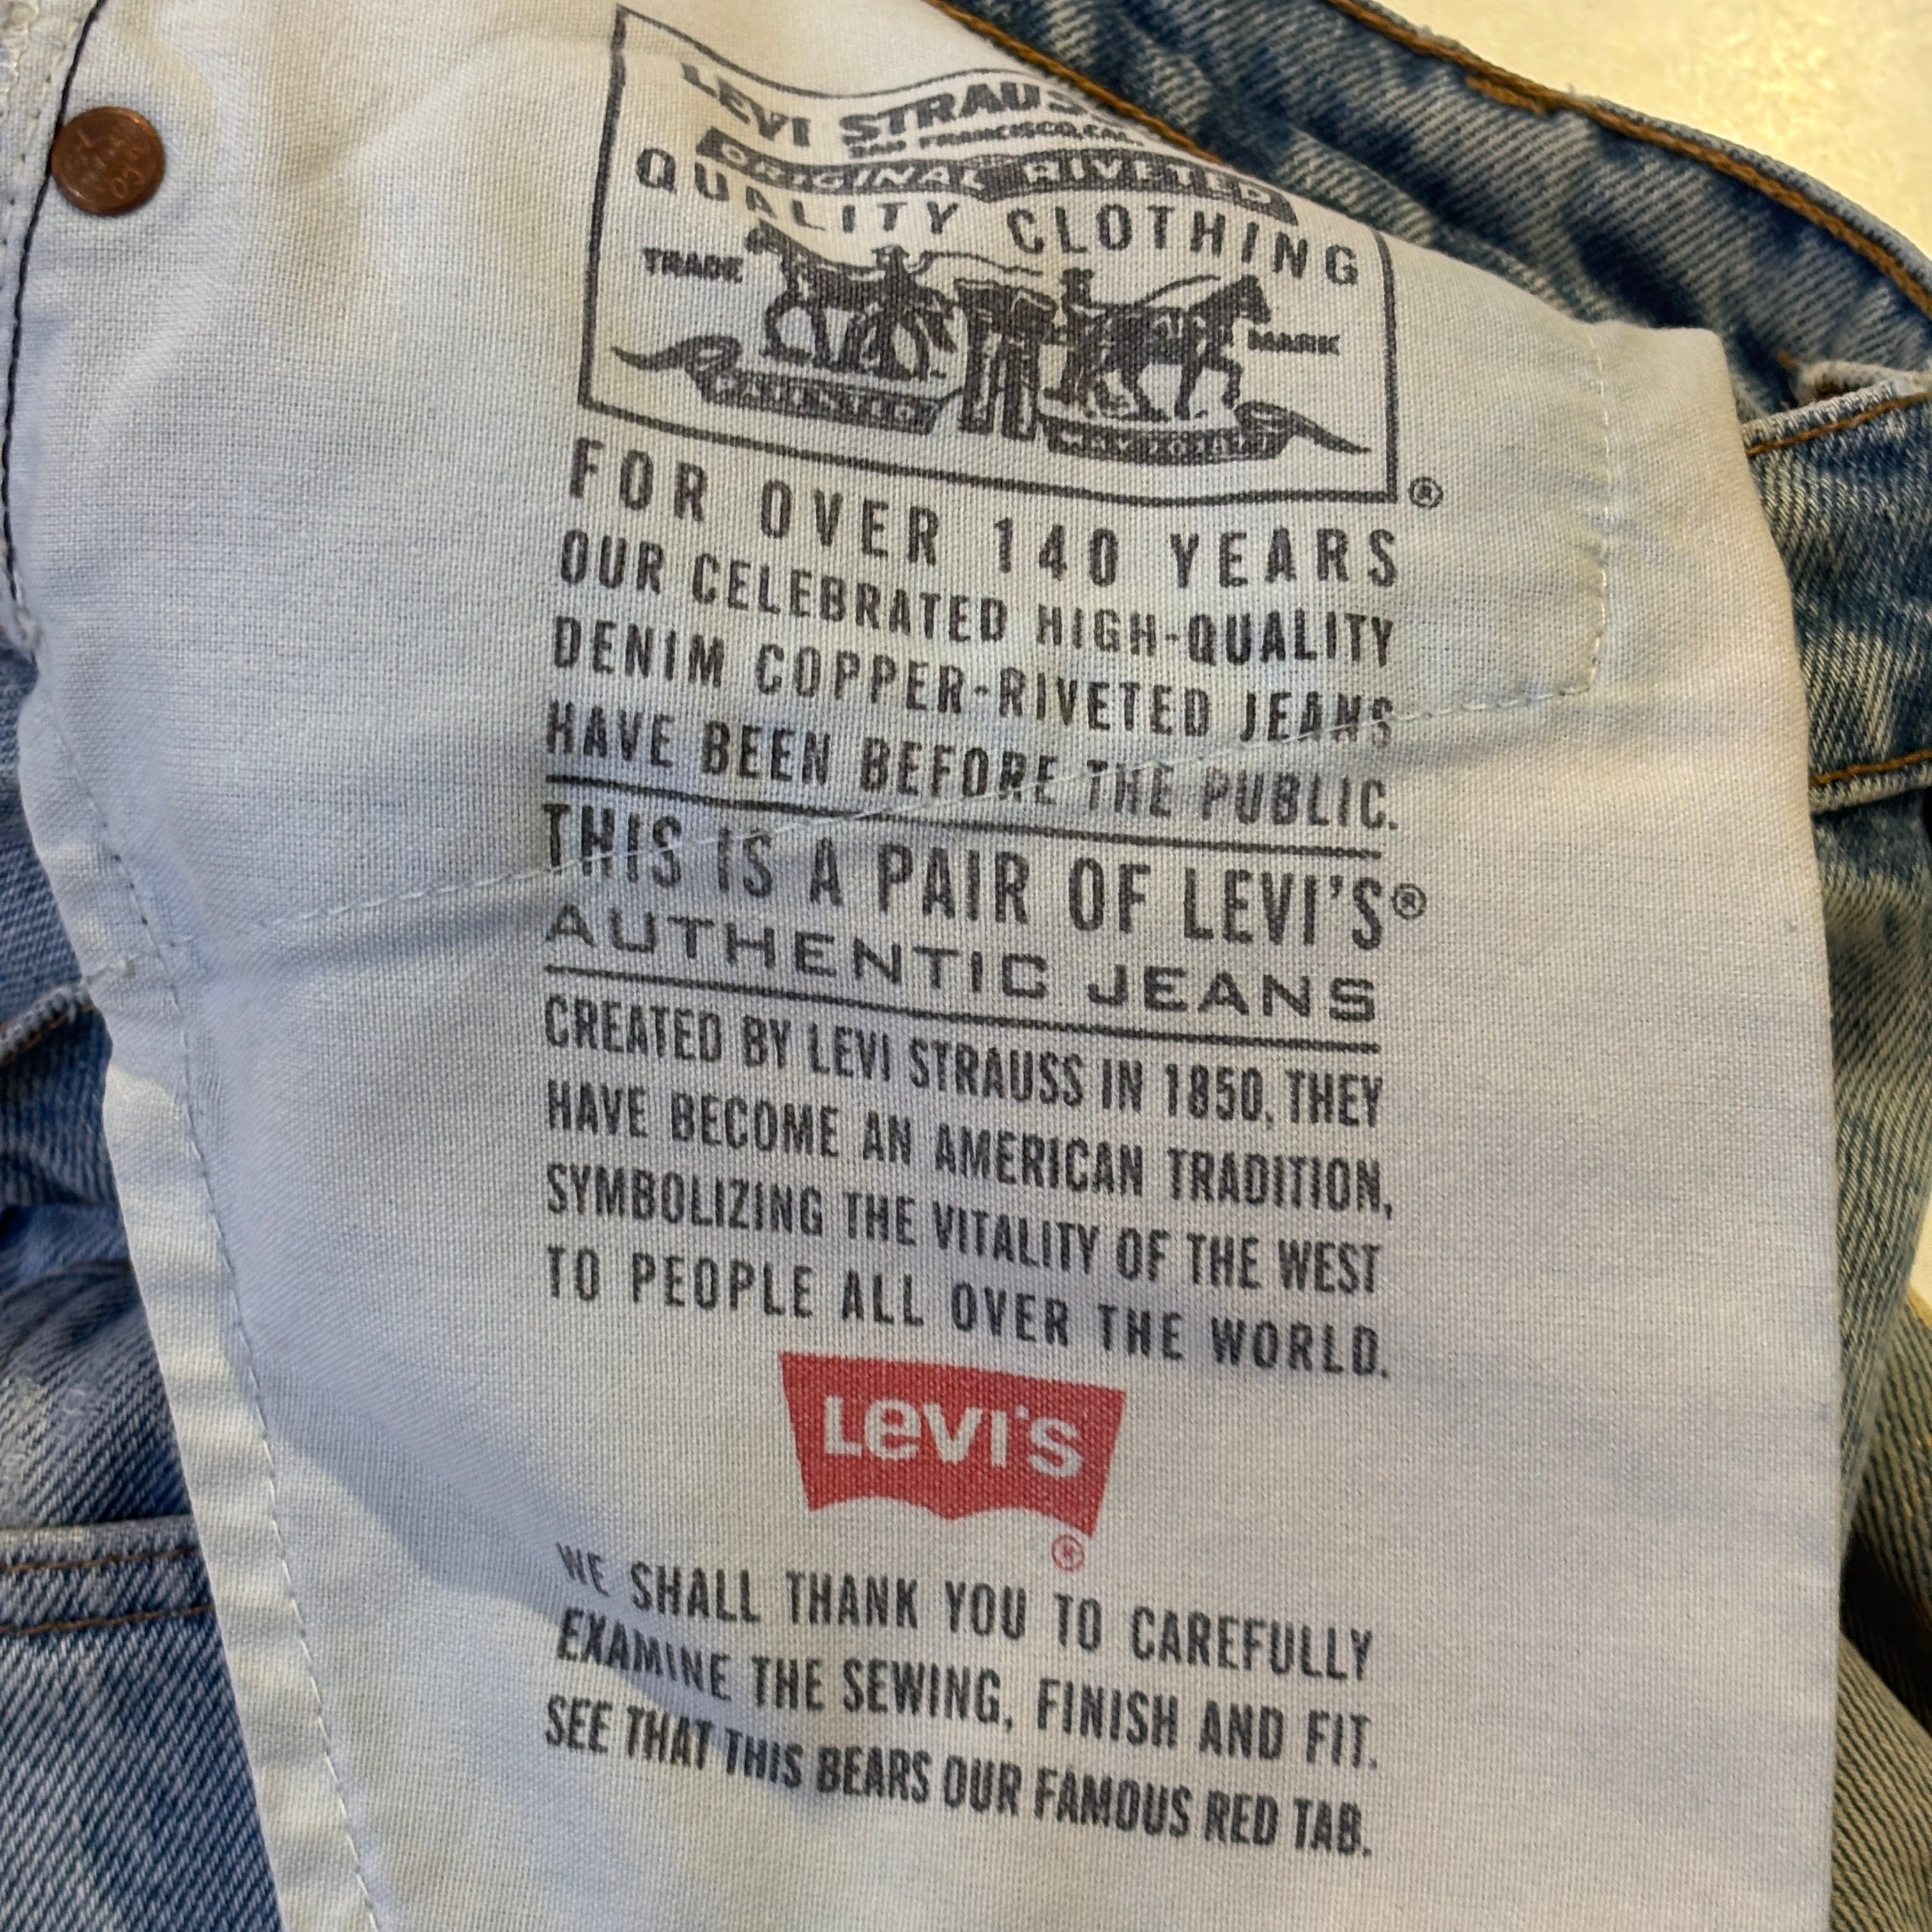 LEVI STRAUSS
SAN FRANCISCO, CAL.
ORIGINAL RIVETED
QUALITY CLOTHING
TRADE MARK
®
FOR OVER 140 YEARS
OUR CELEBRATED HIGH-QUALITY
DENIM COPPER-RIVETED JEANS
HAVE BEEN BEFORE THE PUBLIC.
THIS IS A PAIR OF LEVI'S®
AUTHENTIC JEANS
CREATED BY LEVI STRAUSS IN 1850, THEY
HAVE BECOME AN AMERICAN TRADITION,
SYMBOLIZING THE VITALITY OF THE WEST
TO PEOPLE ALL OVER THE WORLD.
LEVI'S
®
WE SHALL THANK YOU TO CAREFULLY
EXAMINE THE SEWING, FINISH AND FIT.
SEE THAT THIS BEARS OUR FAMOUS RED TAB.